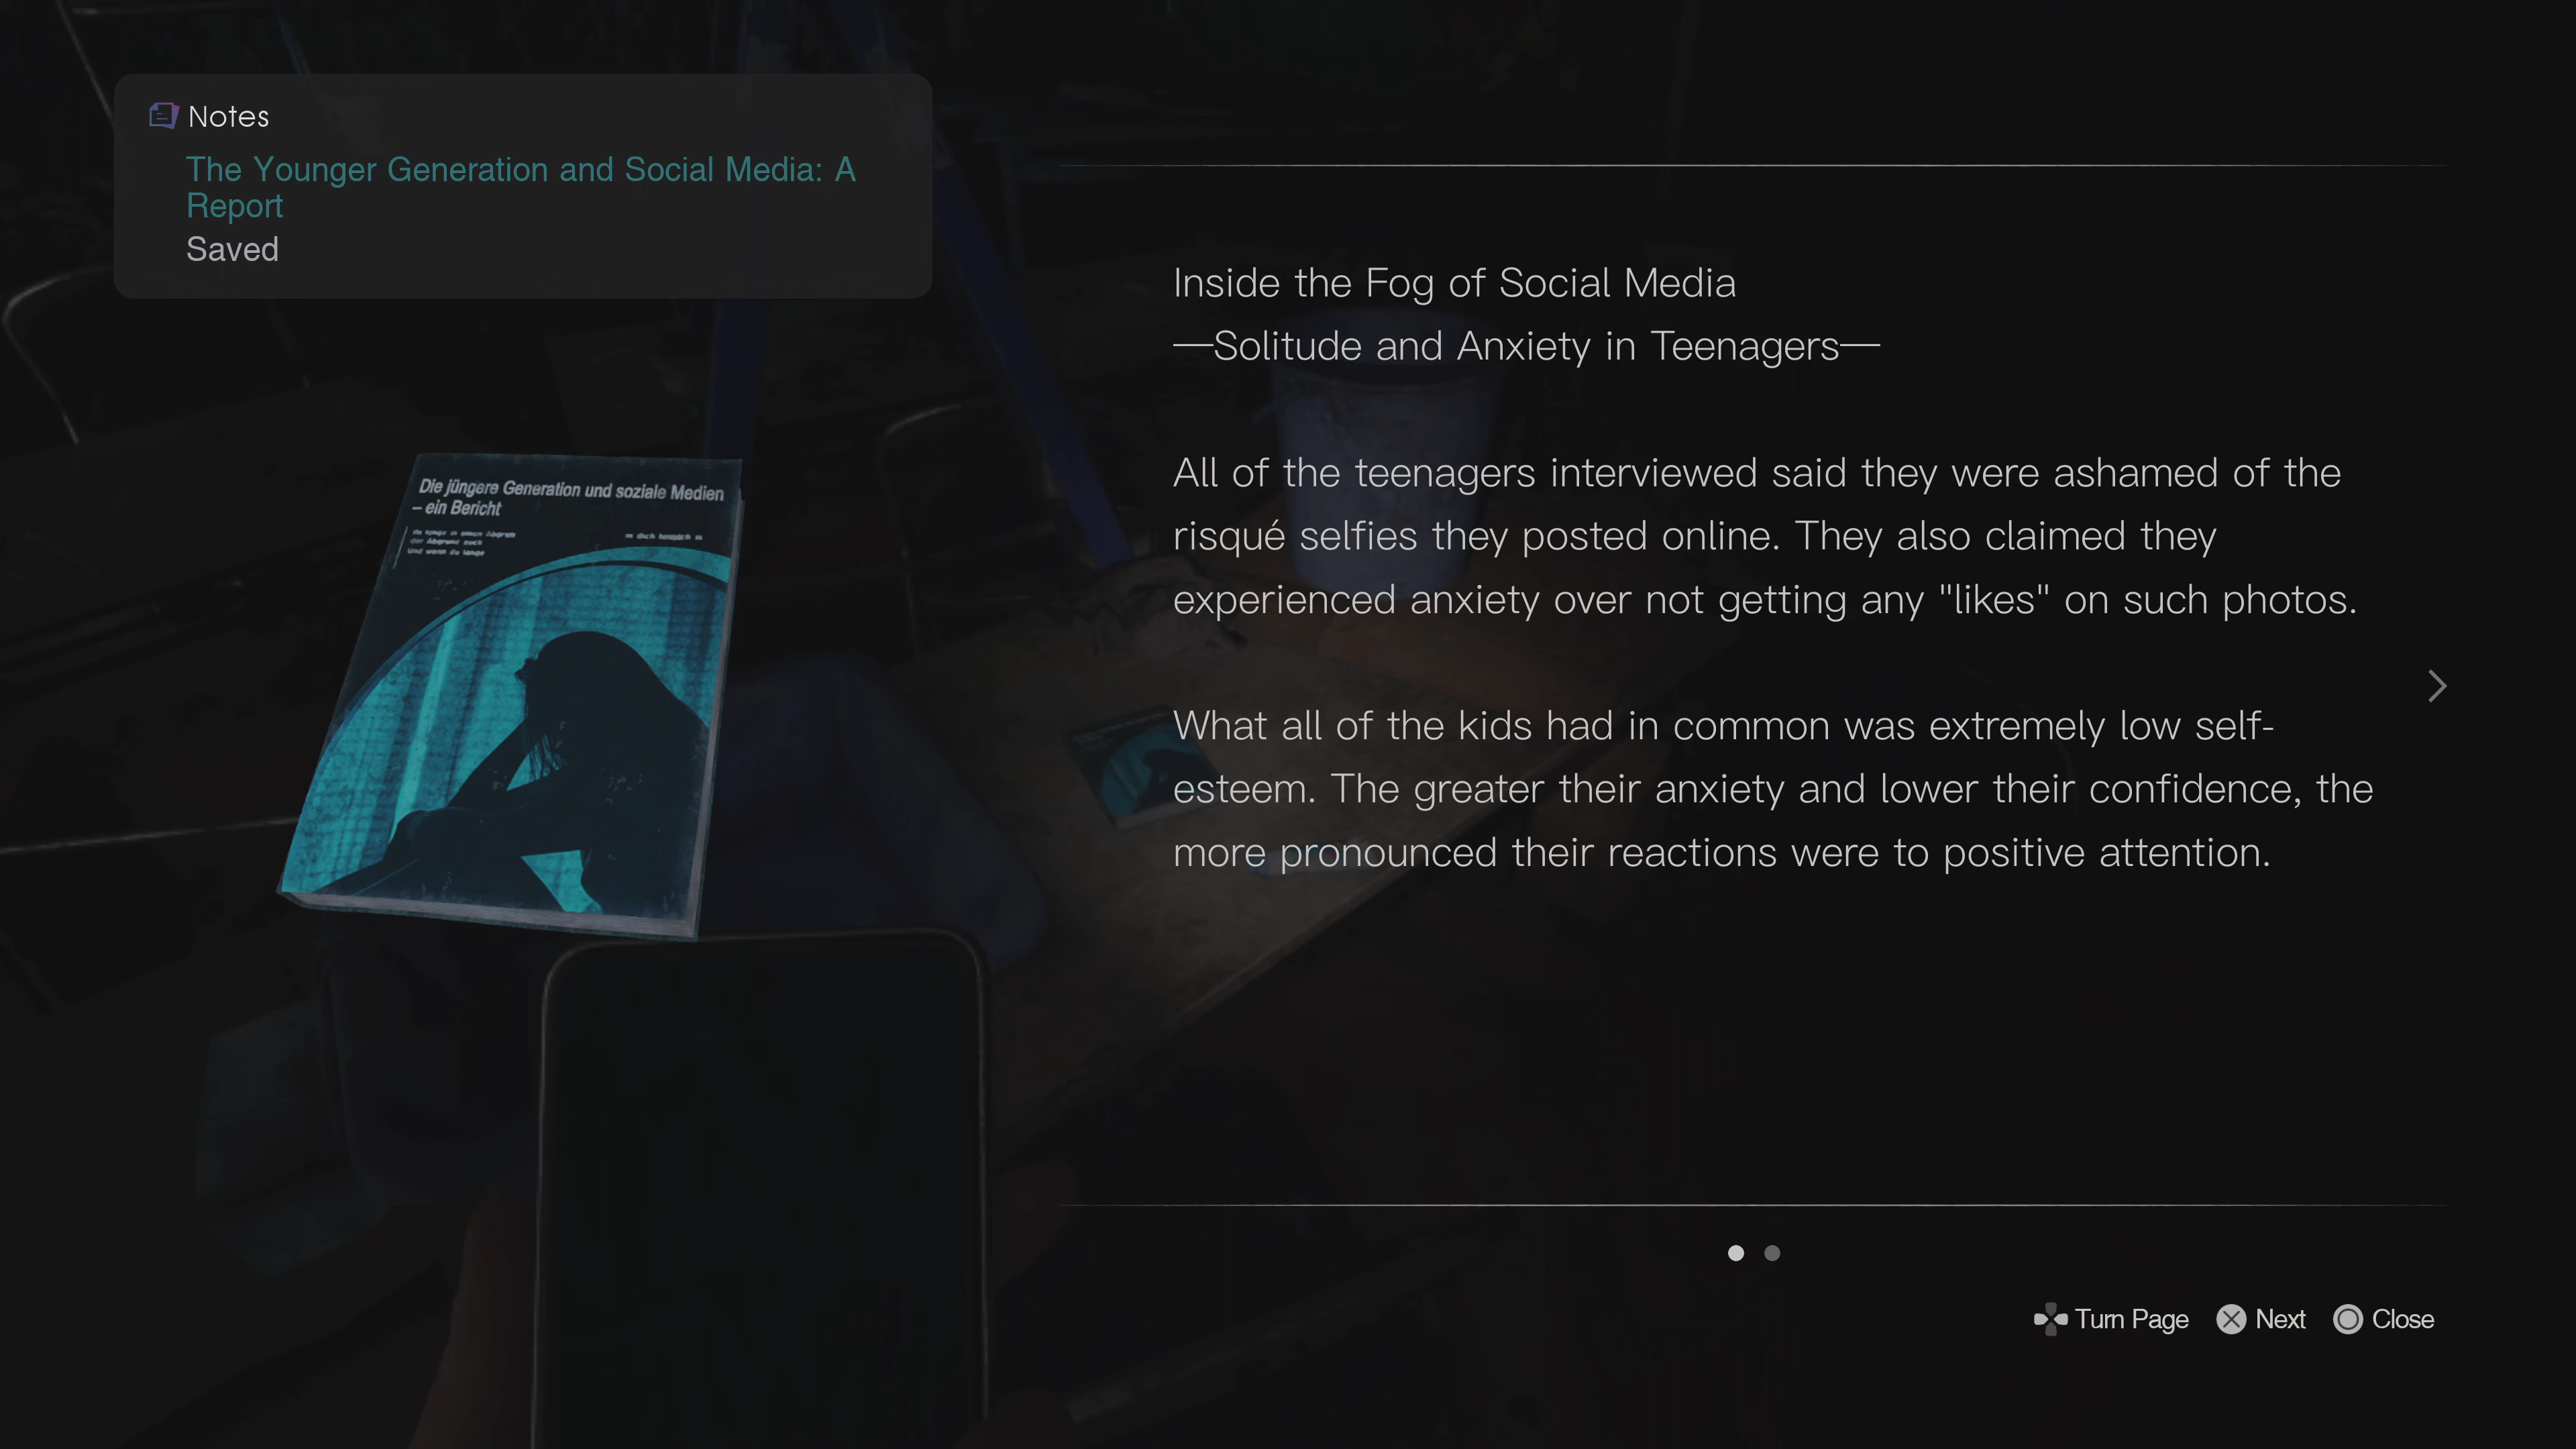 Notes
The Younger Generation and Social Media: A
Report
Saved
Die jüngere Generation und soziale Medien
– ein Bericht
Inside the Fog of Social Media
—Solitude and Anxiety in Teenagers—
All of the teenagers interviewed said they were ashamed of the
risqué selfies they posted online. They also claimed they
experienced anxiety over not getting any "likes" on such photos.
What all of the kids had in common was extremely low self-
esteem. The greater their anxiety and lower their confidence, the
more pronounced their reactions were to positive attention.
Turn Page Next Close